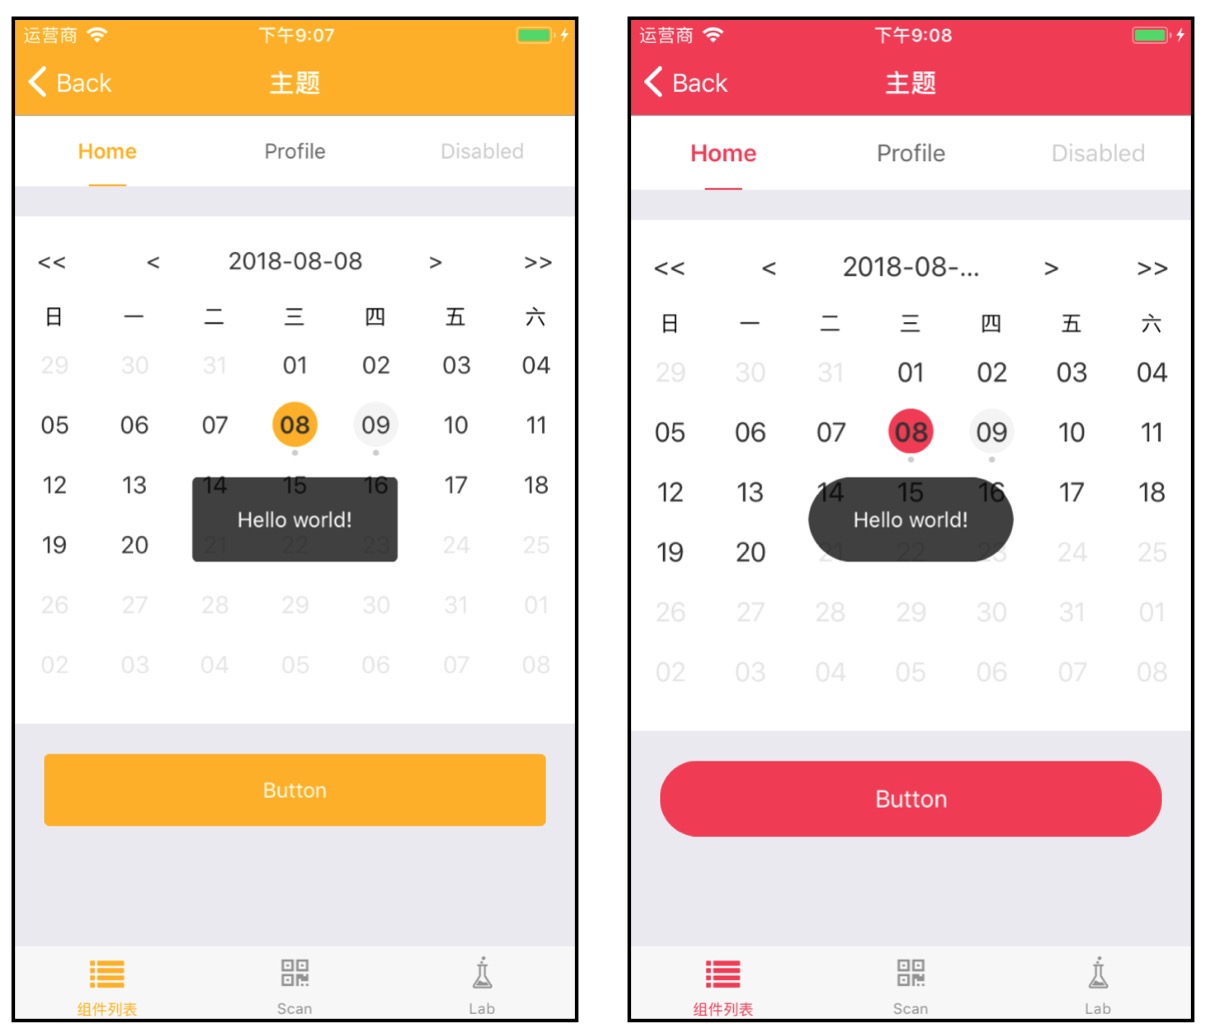 运营商 下午9:07
Back 主题
Home Profile Disabled
<< < 2018-08-08 > >>
日 一 二 三 四 五 六
29 30 31 01 02 03 04
05 06 07 08 09 10 11
12 13 14 15 16 17 18
Hello world!
19 20 21 22 23 24 25
26 27 28 29 30 31 01
02 03 04 05 06 07 08
Button
组件列表 Scan Lab
运营商 下午9:08
Back 主题
Home Profile Disabled
<< < 2018-08-... > >>
日 一 二 三 四 五 六
29 30 31 01 02 03 04
05 06 07 08 09 10 11
12 13 14 15 16 17 18
Hello world!
19 20 21 22 23 24 25
26 27 28 29 30 31 01
02 03 04 05 06 07 08
Button
组件列表 Scan Lab